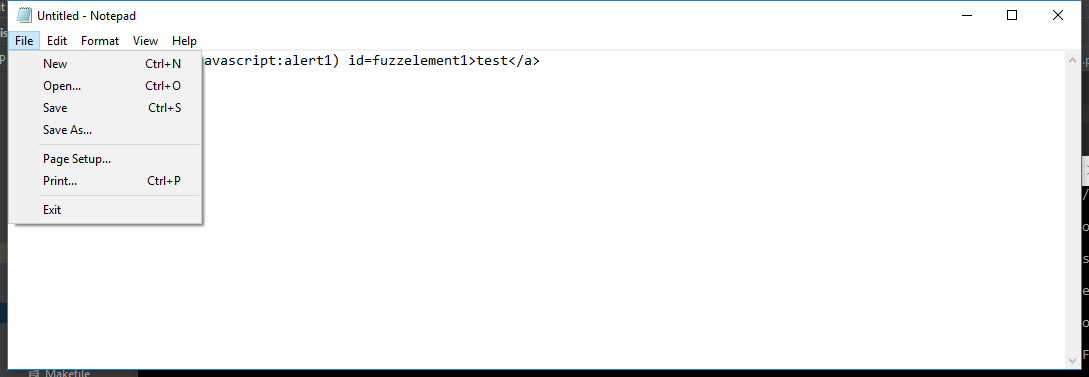 Untitled - Notepad
File Edit Format View Help
avascript:alert1) id=fuzzelement1>test</a>
New Ctrl+N
Open... Ctrl+O
Save Ctrl+S
Save As...
Page Setup...
Print... Ctrl+P
Exit
Makefile